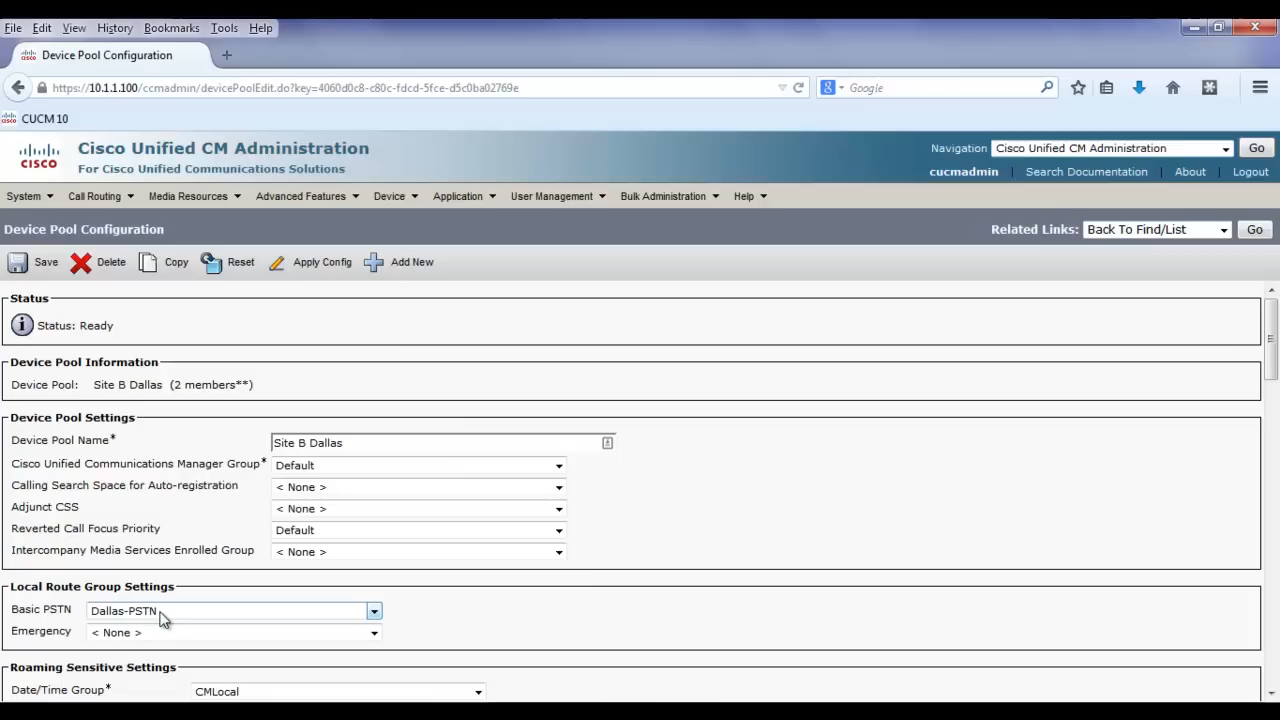 File Edit View History Bookmarks Tools Help
Device Pool Configuration
https://10.1.1.100/ccmadmin/devicePoolEdit.do?key=4060d0c8-c80c-fdcd-5fce-d5c0ba02769e
Google
CUCM 10
CISCO
Cisco Unified CM Administration
For Cisco Unified Communications Solutions
Navigation Cisco Unified CM Administration Go
cucmadmin | Search Documentation | About | Logout
System Call Routing Media Resources Advanced Features Device Application User Management Bulk Administration Help
Device Pool Configuration
Related Links: Back To Find/List Go
Save Delete Copy Reset Apply Config Add New
Status
Status: Ready
Device Pool Information
Device Pool: Site B Dallas (2 members**)
Device Pool Settings
Device Pool Name* Site B Dallas
Cisco Unified Communications Manager Group* Default
Calling Search Space for Auto-registration < None >
Adjunct CSS < None >
Reverted Call Focus Priority Default
Intercompany Media Services Enrolled Group < None >
Local Route Group Settings
Basic PSTN Dallas-PSTN
Emergency < None >
Roaming Sensitive Settings
Date/Time Group* CMLocal